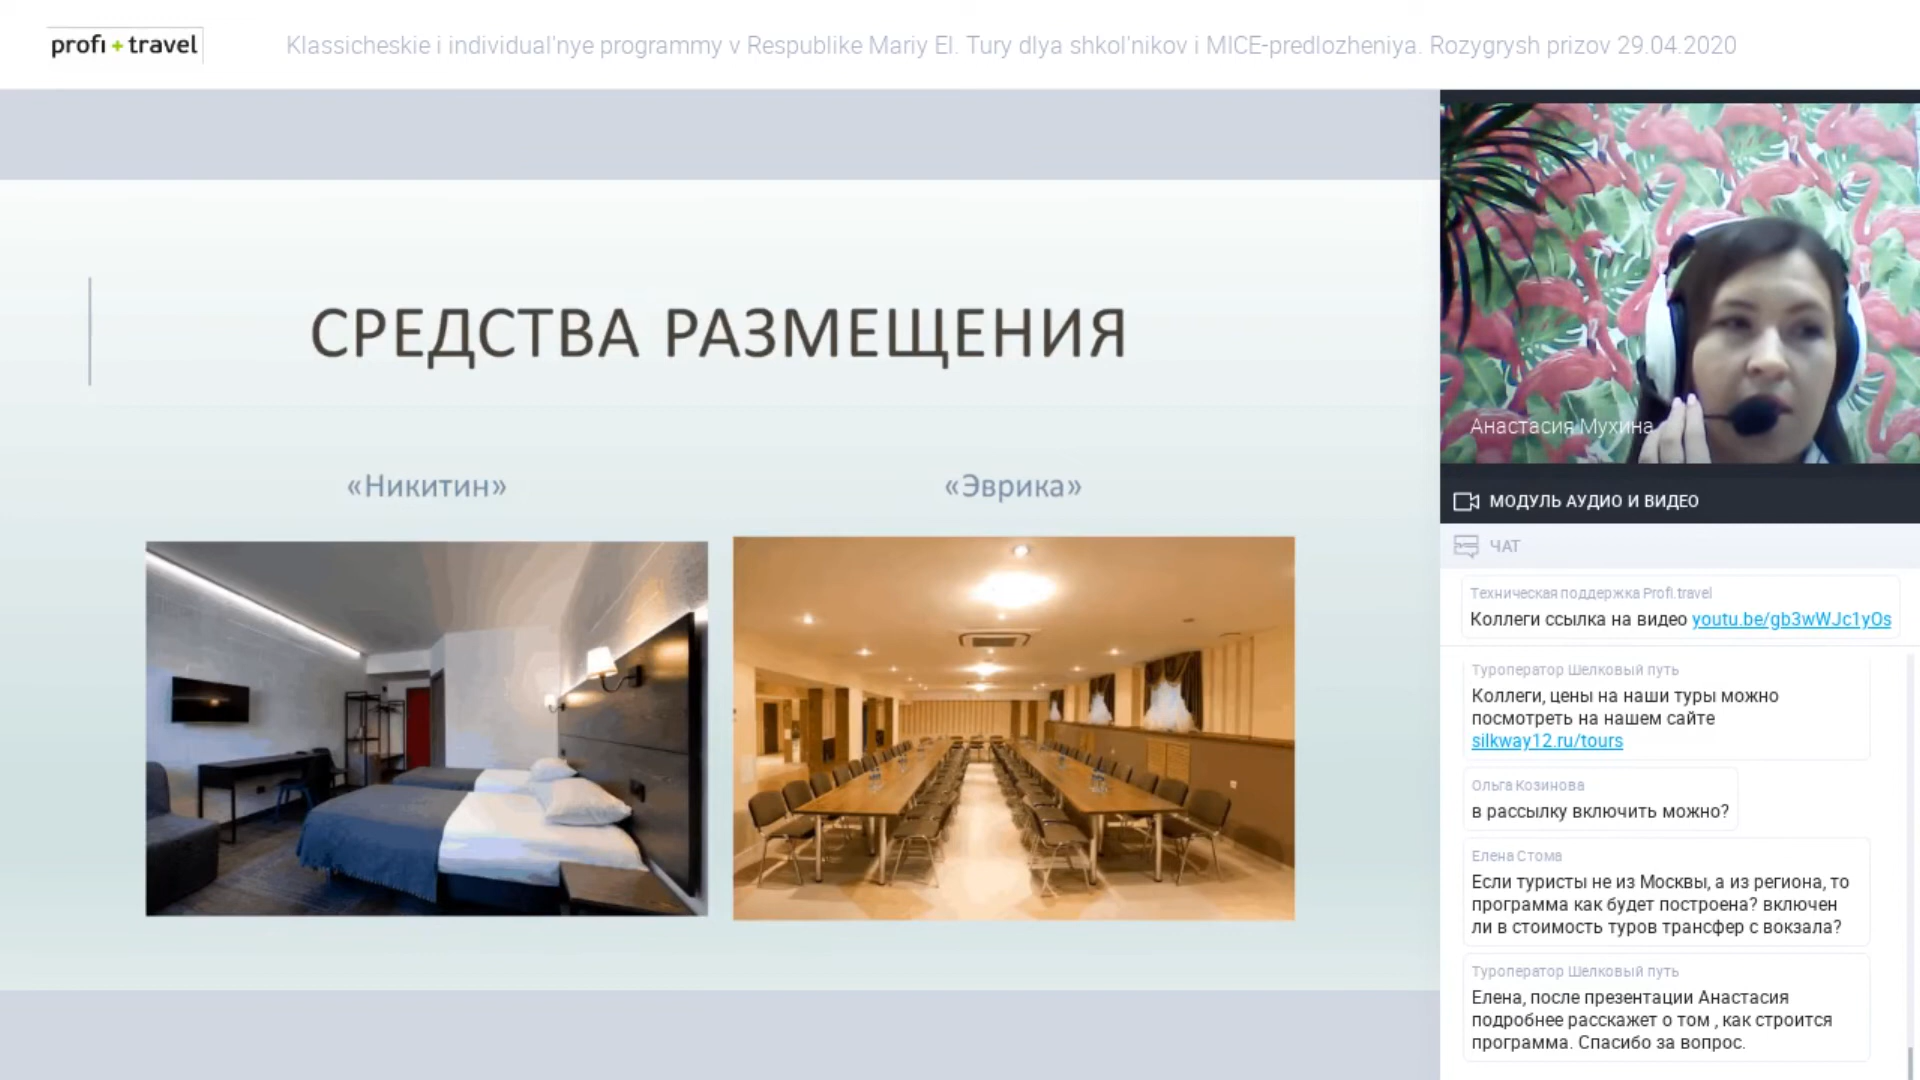 profi + travel
Klassicheskie i individual'nye programmy v Respublike Mariy El. Tury dlya shkol'nikov i MICE-predlozheniya. Rozygrysh prizov 29.04.2020
СРЕДСТВА РАЗМЕЩЕНИЯ
«Никитин»
«Эврика»
Анастасия Мухина
МОДУЛЬ АУДИО И ВИДЕО
ЧАТ
Техническая поддержка Profi.travel
Коллеги ссылка на видео youtu.be/gb3wWJc1yOs
Туроператор Шелковый путь
Коллеги, цены на наши туры можно
посмотреть на нашем сайте
silkway12.ru/tours
Ольга Козинова
в рассылку включить можно?
Елена Стома
Если туристы не из Москвы, а из региона, то
программа как будет построена? включен
ли в стоимость туров трансфер с вокзала?
Туроператор Шелковый путь
Елена, после презентации Анастасия
подробнее расскажет о том , как строится
программа. Спасибо за вопрос.